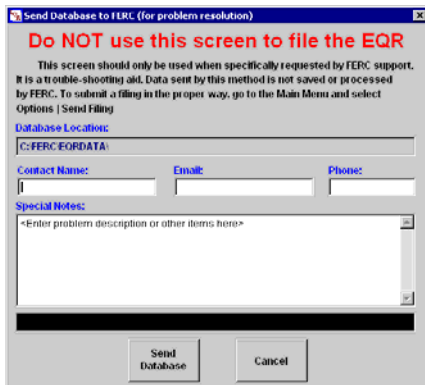 Send Database to FERC (for problem resolution)
Do NOT use this screen to file the EQR
This screen should only be used when specifically requested by FERC support.
It is a trouble-shooting aid. Data sent by this method is not saved or processed
by FERC. To submit a filing in the proper way, go to the Main Menu and select
Options | Send Filing
Database Location:
C:\FERC\EQRDATA\
Contact Name: Email: Phone:
Special Notes:
<Enter problem description or other items here>
Send
Database
Cancel